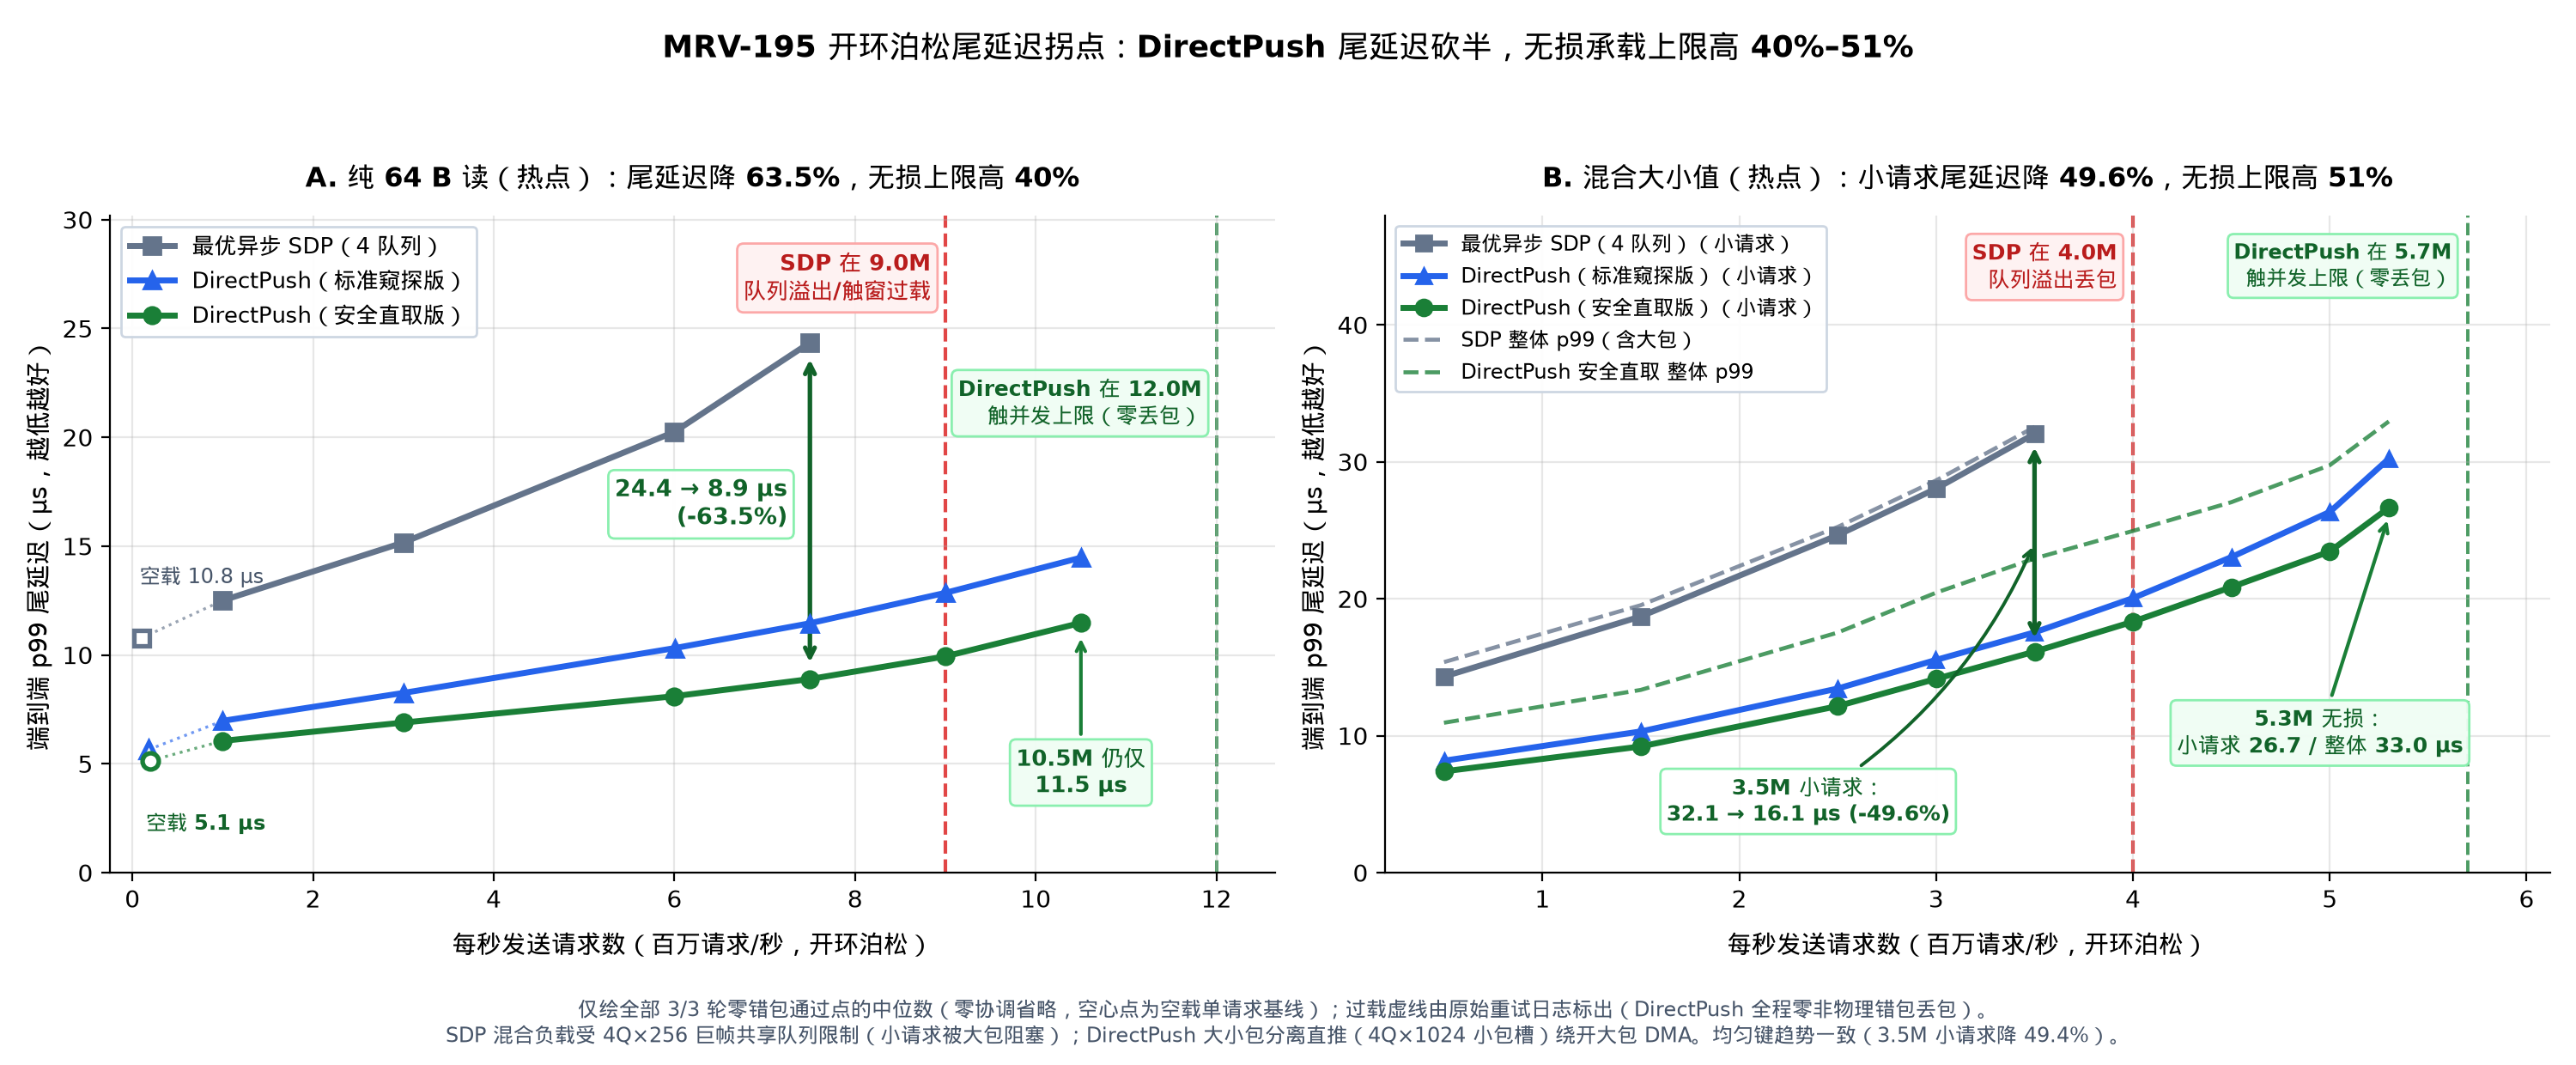 MRV-195 开环泊松尾延迟拐点：DirectPush 尾延迟砍半，无损承载上限高 40%–51%
A. 纯 64 B 读（热点）：尾延迟降 63.5%，无损上限高 40%
端到端 p99 尾延迟（µs，越低越好）
30
25
20
15
10
5
0
最优异步 SDP（4 队列）
DirectPush（标准窥探版）
DirectPush（安全直取版）
SDP 在 9.0M
队列溢出/触窗过载
DirectPush 在 12.0M
触并发上限（零丢包）
24.4 → 8.9 µs
(-63.5%)
空载 10.8 µs
空载 5.1 µs
10.5M 仍仅
11.5 µs
0 2 4 6 8 10 12
每秒发送请求数（百万请求/秒，开环泊松）
B. 混合大小值（热点）：小请求尾延迟降 49.6%，无损上限高 51%
端到端 p99 尾延迟（µs，越低越好）
40
30
20
10
0
最优异步 SDP（4 队列）（小请求）
DirectPush（标准窥探版）（小请求）
DirectPush（安全直取版）（小请求）
SDP 整体 p99（含大包）
DirectPush 安全直取 整体 p99
SDP 在 4.0M
队列溢出丢包
DirectPush 在 5.7M
触并发上限（零丢包）
5.3M 无损：
小请求 26.7 / 整体 33.0 µs
3.5M 小请求：
32.1 → 16.1 µs (-49.6%)
1 2 3 4 5 6
每秒发送请求数（百万请求/秒，开环泊松）
仅绘全部 3/3 轮零错包通过点的中位数（零协调省略，空心点为空载单请求基线）；过载虚线由原始重试日志标出（DirectPush 全程零非物理错包丢包）。
SDP 混合负载受 4Q×256 巨帧共享队列限制（小请求被大包阻塞）；DirectPush 大小包分离直推（4Q×1024 小包槽）绕开大包 DMA。均匀键趋势一致（3.5M 小请求降 49.4%）。